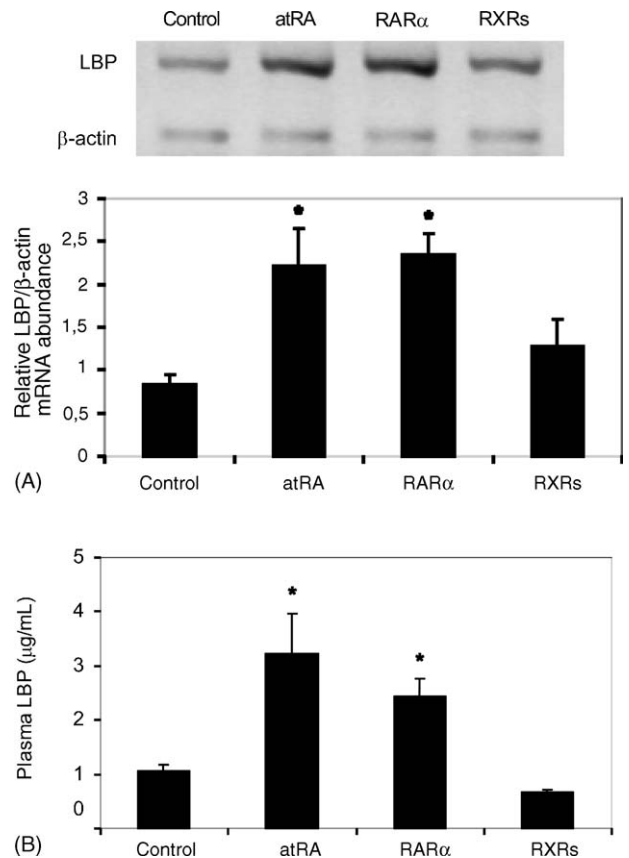 Control atRA RARα RXRs
LBP
β-actin
Relative LBP/β-actin
mRNA abundance
3
2,5
2
1,5
1
0,5
0
*
*
Control atRA RARα RXRs
(A)
Plasma LBP (μg/mL)
5
4
3
2
1
0
*
*
Control atRA RARα RXRs
(B)